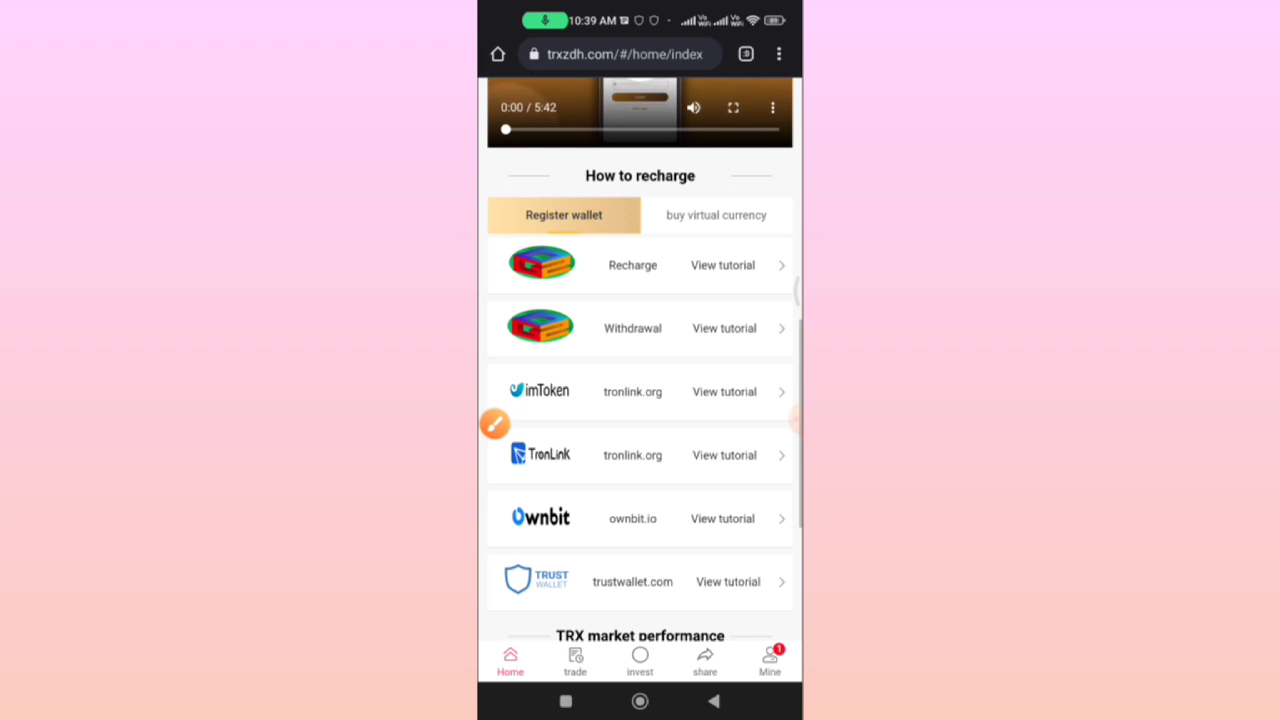 10:39 AM
trxzdh.com/#/home/index
0:00 / 5:42
How to recharge
Register wallet buy virtual currency
Recharge View tutorial
Withdrawal View tutorial
imToken tronlink.org View tutorial
TronLink tronlink.org View tutorial
Ownbit ownbit.io View tutorial
TRUST WALLET trustwallet.com View tutorial
TRX market performance
1
Home trade invest share Mine